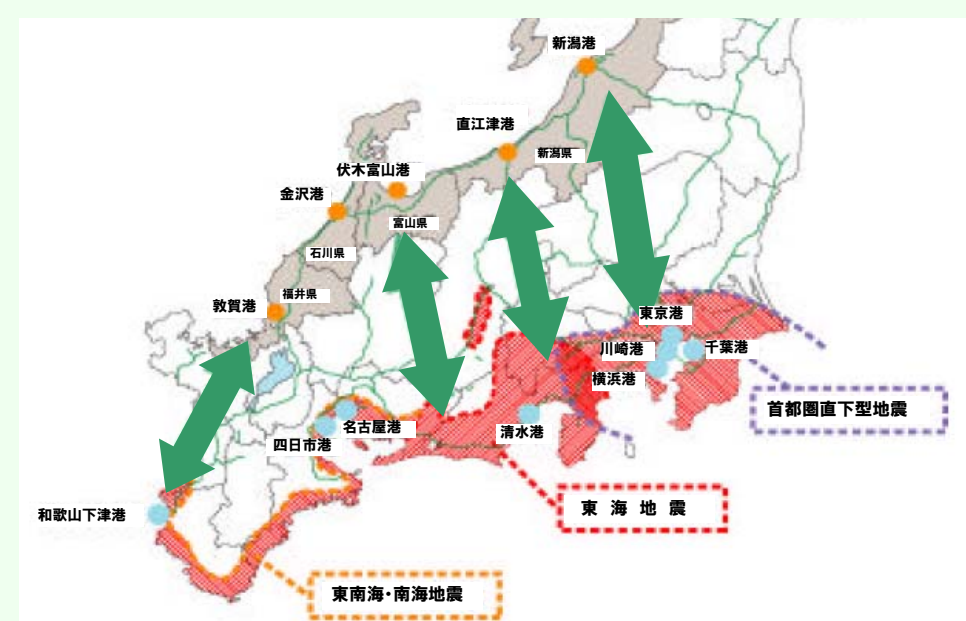 新潟港
直江津港
新潟県
伏木富山港
金沢港
富山県
石川県
福井県
敦賀港
東京港
川崎港
千葉港
横浜港
首都圏直下型地震
名古屋港
清水港
四日市港
東海地震
和歌山下津港
東南海・南海地震